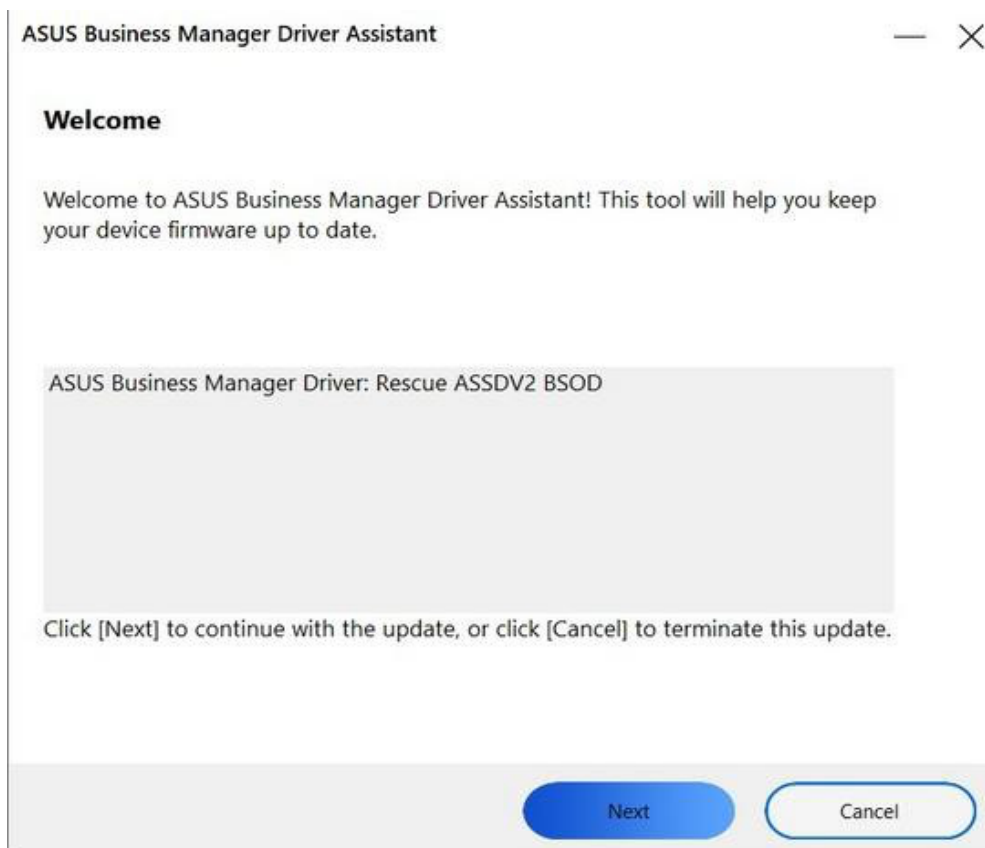 ASUS Business Manager Driver Assistant
Welcome
Welcome to ASUS Business Manager Driver Assistant! This tool will help you keep
your device firmware up to date.
ASUS Business Manager Driver: Rescue ASSDV2 BSOD
Click [Next] to continue with the update, or click [Cancel] to terminate this update.
Next
Cancel